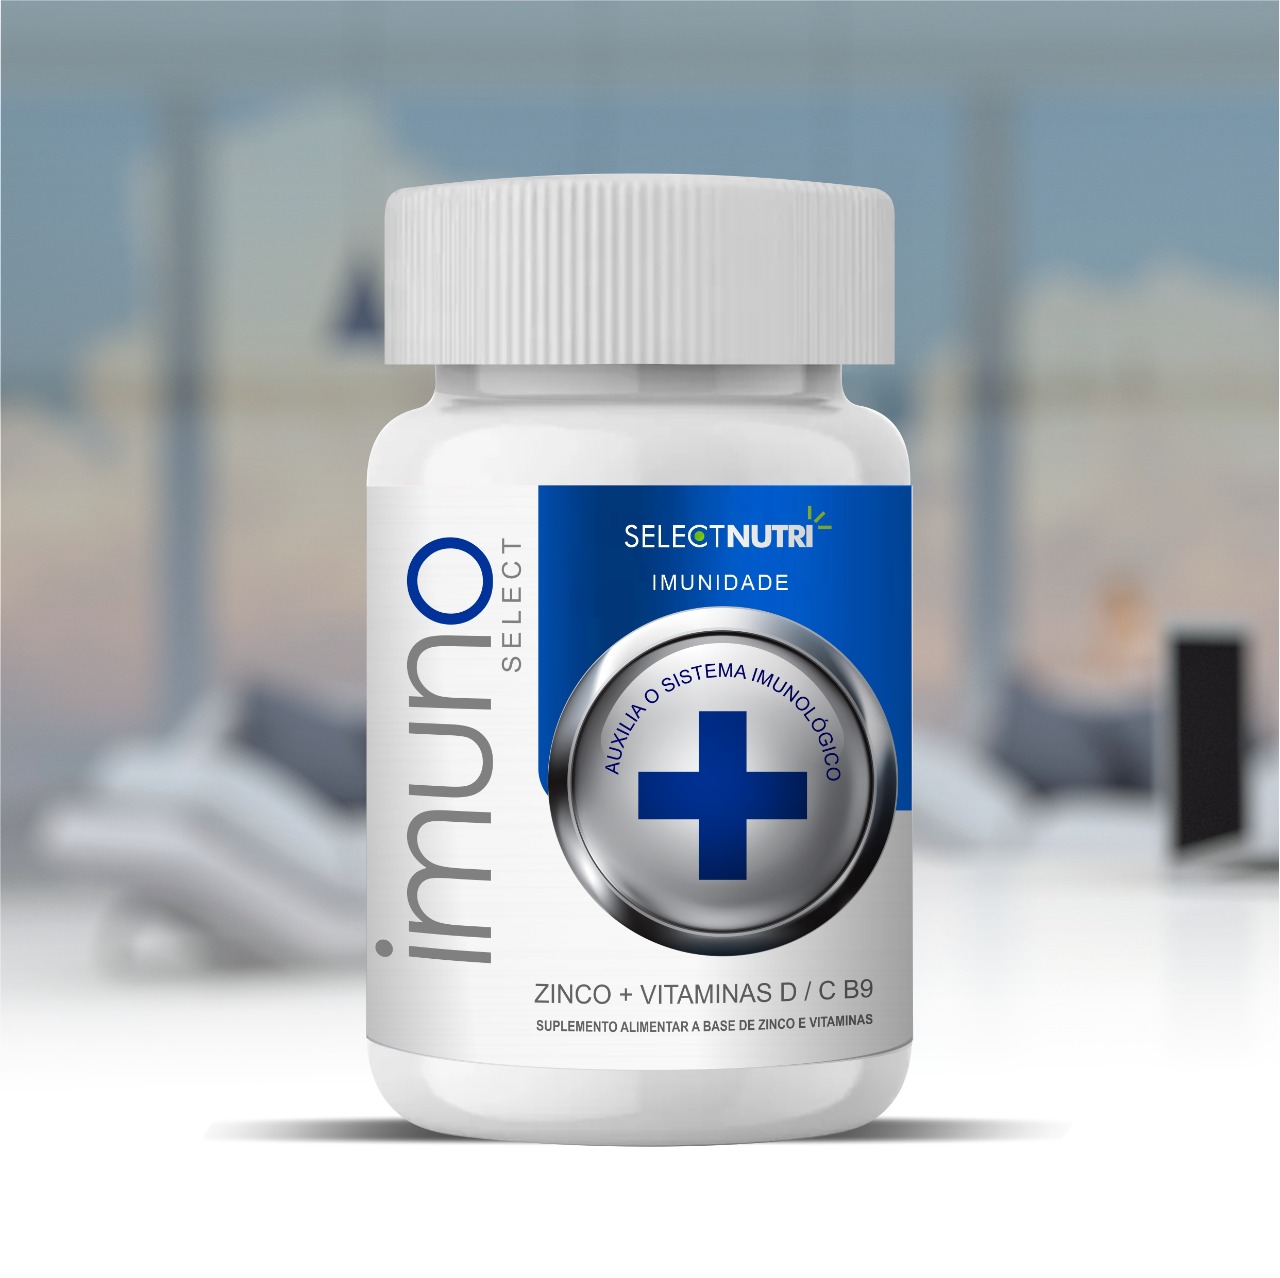 imuno
SELECT
SELECTNUTRI
IMUNIDADE
AUXILIA O SISTEMA IMUNOLÓGICO
ZINCO + VITAMINAS D / C B9
SUPLEMENTO ALIMENTAR A BASE DE ZINCO E VITAMINAS